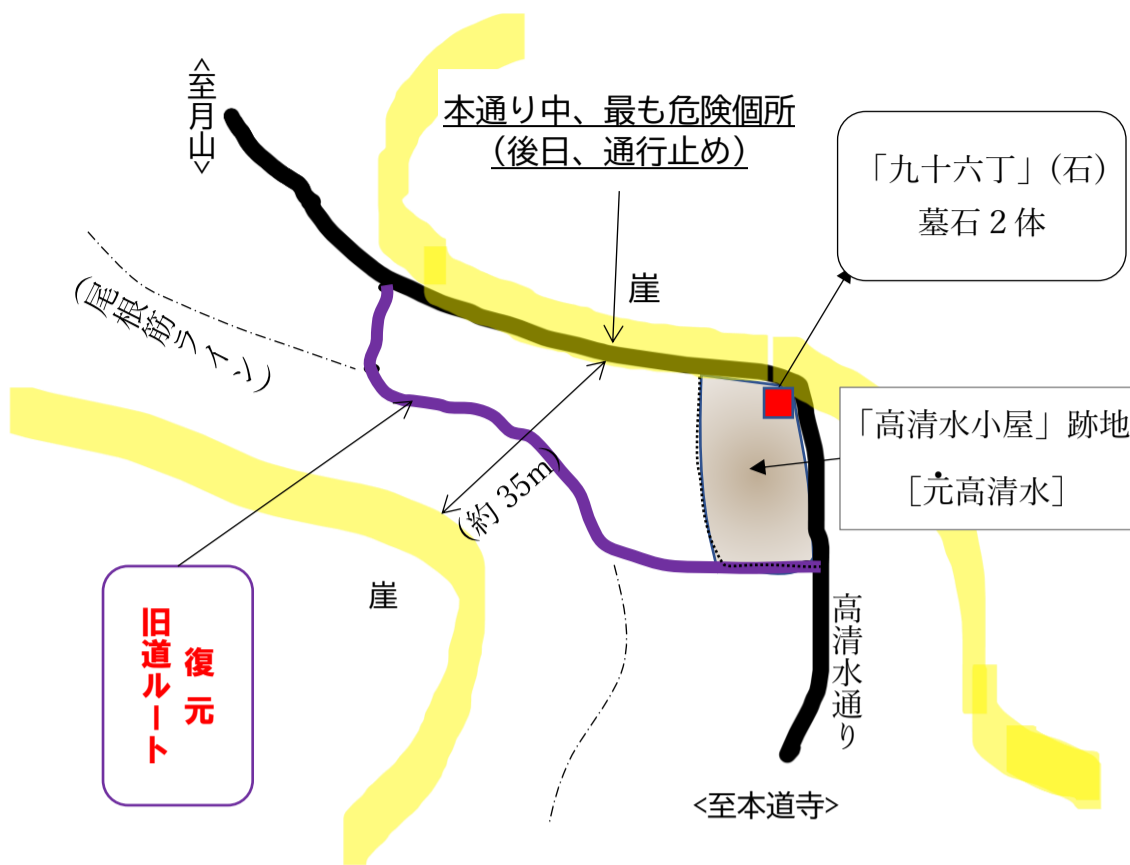 <至月山>
本通り中、最も危険個所
(後日、通行止め)
「九十六丁」(石)
墓石２体
崖
(尾根筋ライン)
「高清水小屋」跡地
[元高清水]
(約 35m)
崖
復元
旧道ルート
高清水通り
<至本道寺>